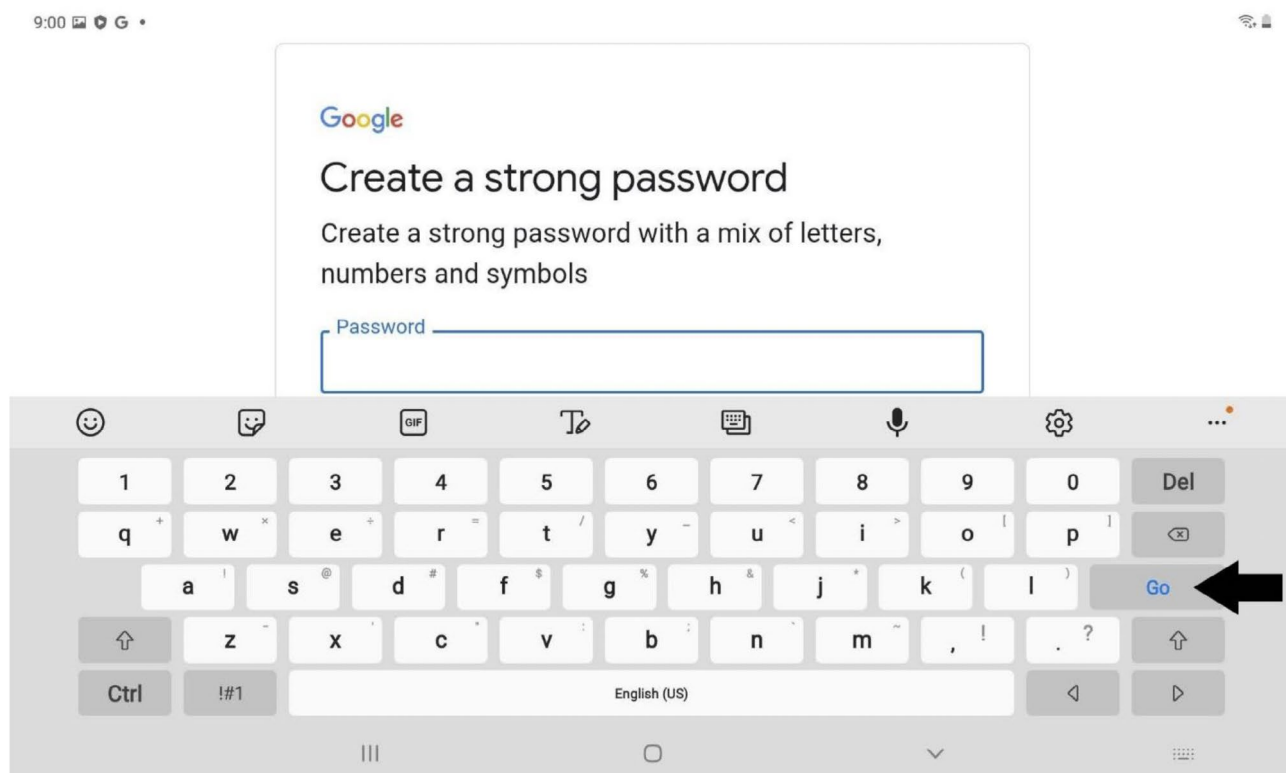 9:00 G
Google
Create a strong password
Create a strong password with a mix of letters,
numbers and symbols
Password
GIF T ...
1 2 3 4 5 6 7 8 9 0 Del
q + w × e ÷ r = t / y _ u < i > o [ p ]
a ! s @ d # f $ g % h & j * k ( l ) Go
z - x ' c " v : b ; n ` m ~ , ! . ?
Ctrl !#1 English (US)